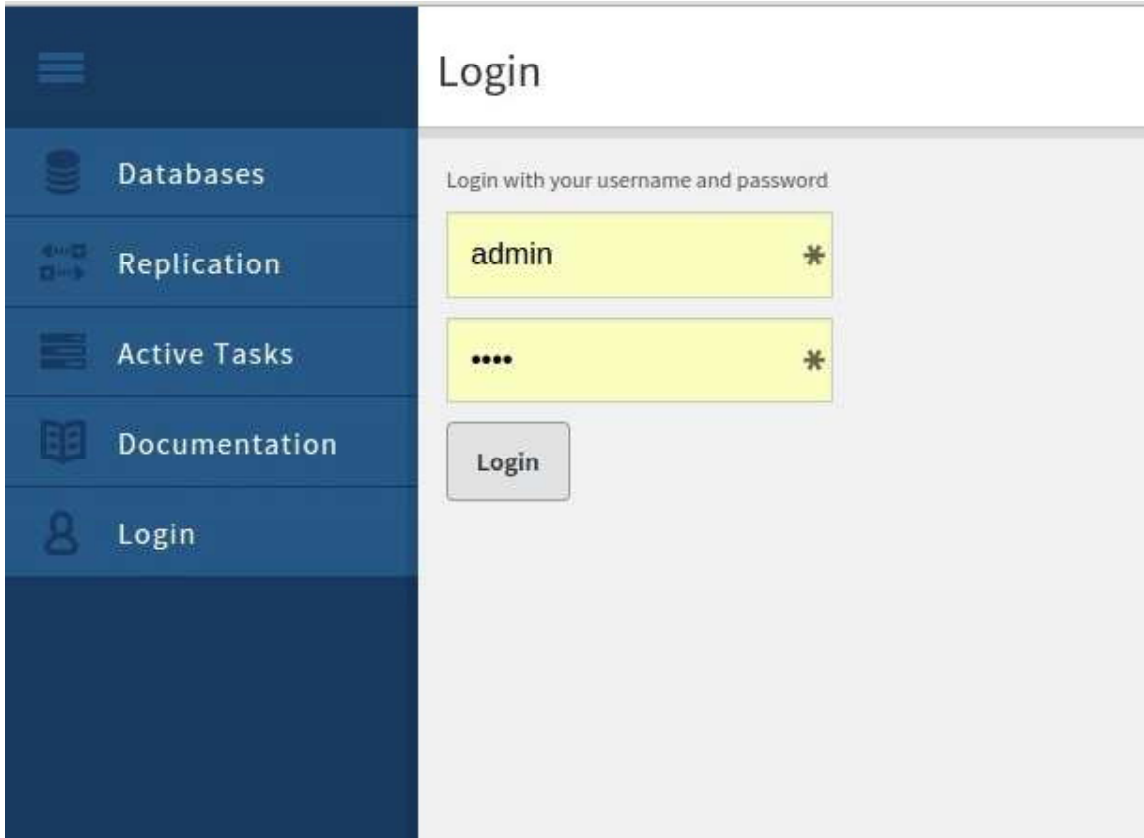 Login
Databases
Replication
Active Tasks
Documentation
Login
Login with your username and password
admin
••••
Login